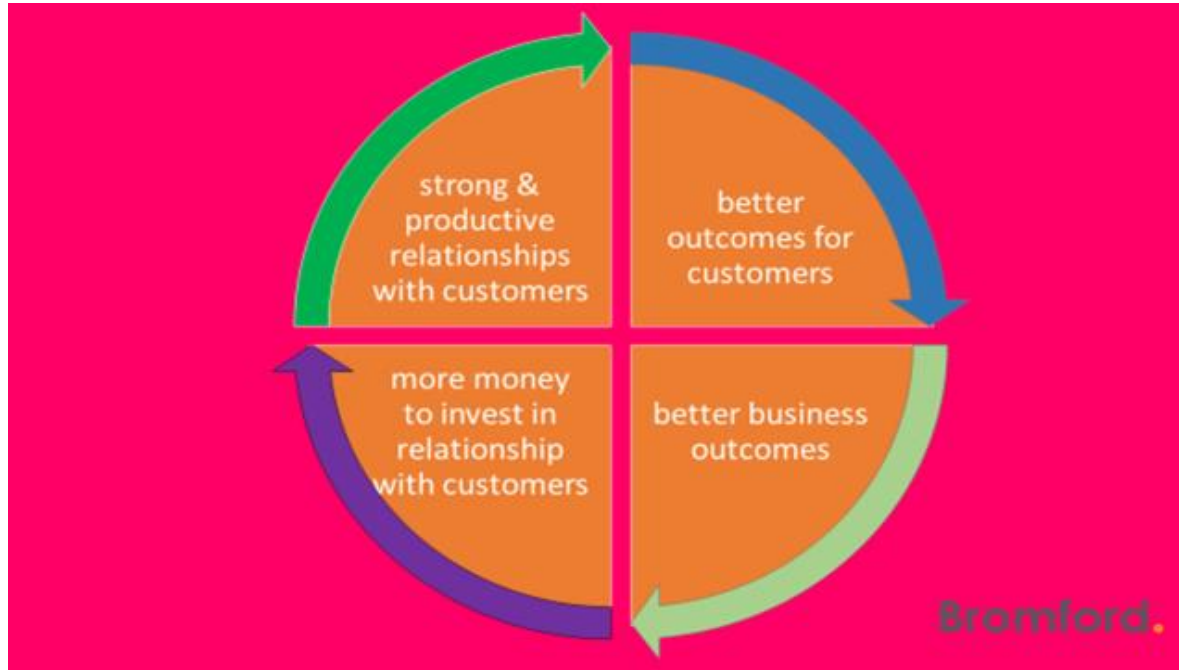 strong &
productive
relationships
with customers
better
outcomes for
customers
more money
to invest in
relationship
with customers
better business
outcomes
Bromford.